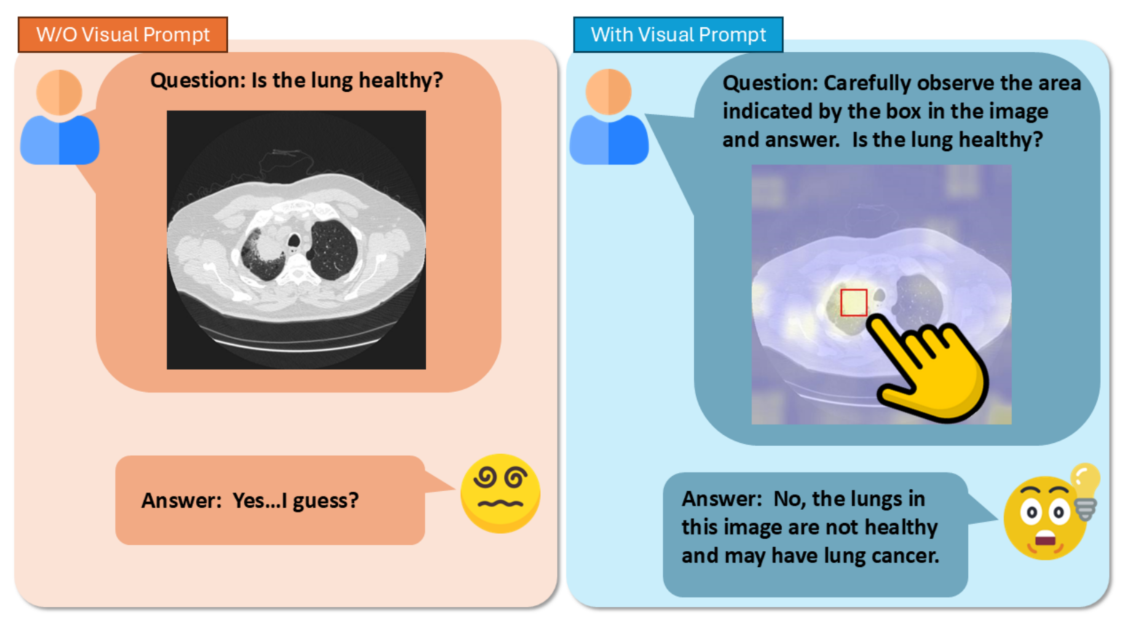 W/O Visual Prompt
Question: Is the lung healthy?
Answer:  Yes...I guess?
With Visual Prompt
Question: Carefully observe the area
indicated by the box in the image
and answer.  Is the lung healthy?
Answer:  No, the lungs in
this image are not healthy
and may have lung cancer.